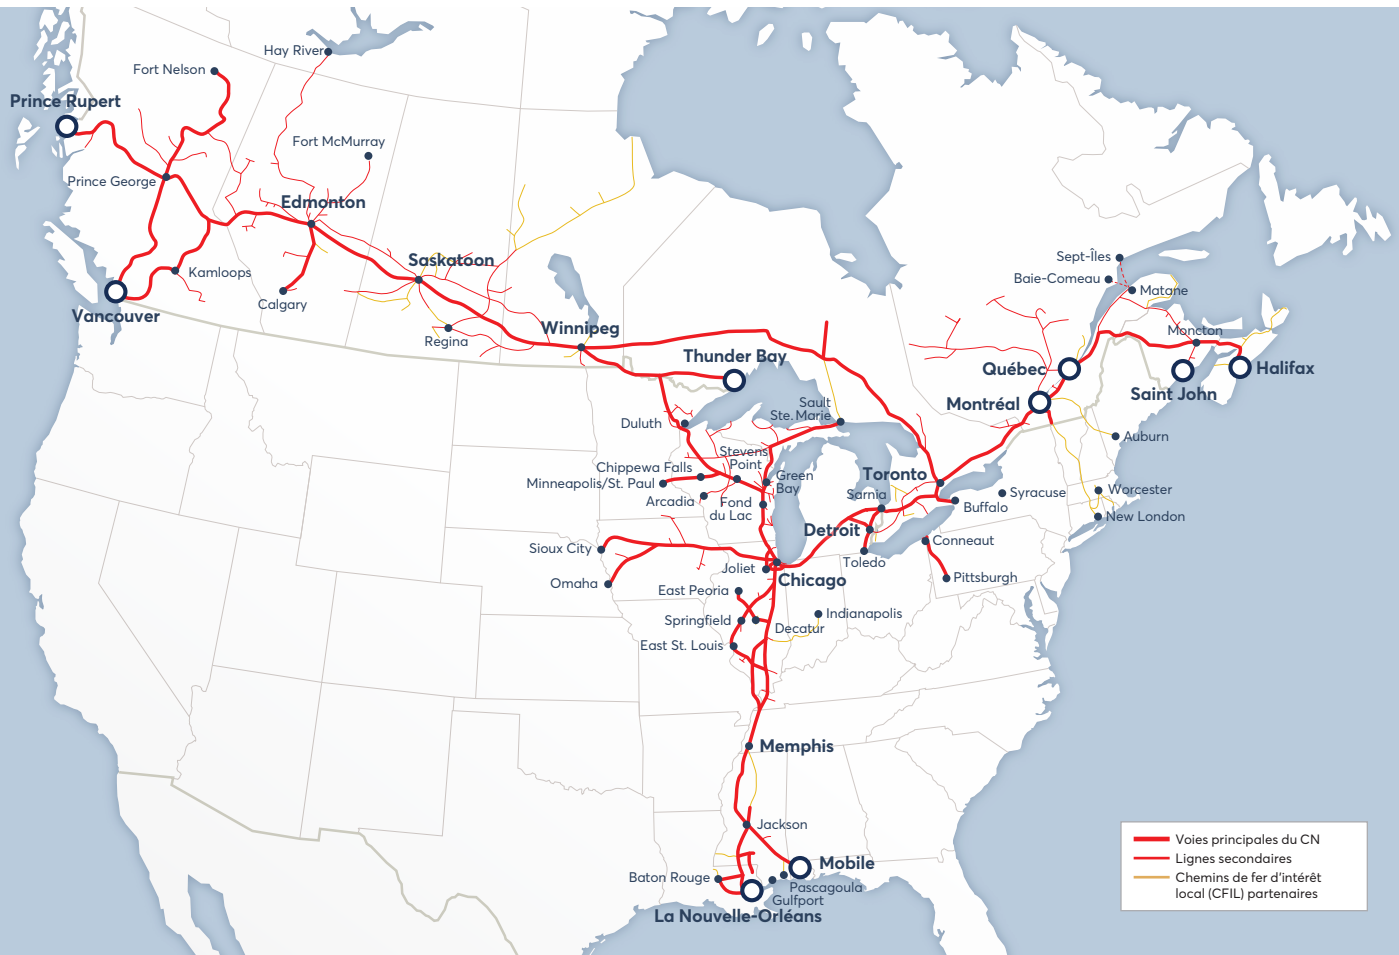 Hay River
Fort Nelson
Prince Rupert
Fort McMurray
Prince George
Edmonton
Kamloops
Saskatoon
Calgary
Vancouver
Regina
Winnipeg
Thunder Bay
Sept-Îles
Baie-Comeau
Matane
Moncton
Québec
Halifax
Saint John
Montréal
Sault
Ste. Marie
Duluth
Auburn
Stevens
Point
Chippewa Falls
Minneapolis/St. Paul
Green
Bay
Toronto
Arcadia
Fond
du Lac
Sarnia
Buffalo
Syracuse
Worcester
New London
Detroit
Conneaut
Sioux City
Toledo
Joliet
Chicago
Pittsburgh
Omaha
East Peoria
Indianapolis
Springfield
Decatur
East St. Louis
Memphis
Jackson
Mobile
Baton Rouge
Pascagoula
Gulfport
La Nouvelle-Orléans
Voies principales du CN
Lignes secondaires
Chemins de fer d'intérêt
local (CFIL) partenaires